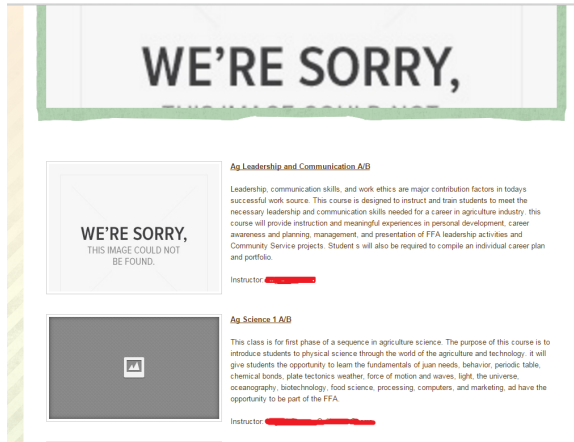 WE'RE SORRY,
THIS IMAGE COULD NOT
Ag Leadership and Communication A/B
Leadership, communication skills, and work ethics are major contribution factors in todays
successful work source. This course is designed to instruct and train students to meet the
necessary leadership and communication skills needed for a career in agriculture industry. this
course will provide instruction and meaningful experiences in personal development, career
awareness and planning, management, and presentation of FFA leadership activities and
Community Service projects. Student s will also be required to compile an individual career plan
and portfolio.
WE'RE SORRY,
THIS IMAGE COULD NOT
BE FOUND.
Instructor:
Ag Science 1 A/B
This class is for first phase of a sequence in agriculture science. The purpose of this course is to
introduce students to physical science through the world of the agriculture and technology. it will
give students the opportunity to learn the fundamentals of juan needs, behavior, periodic table,
chemical bonds, plate tectonics weather, force of motion and waves, light, the universe,
oceanography, biotechnology, food science, processing, computers, and marketing, ad have the
opportunity to be part of the FFA.
Instructor: